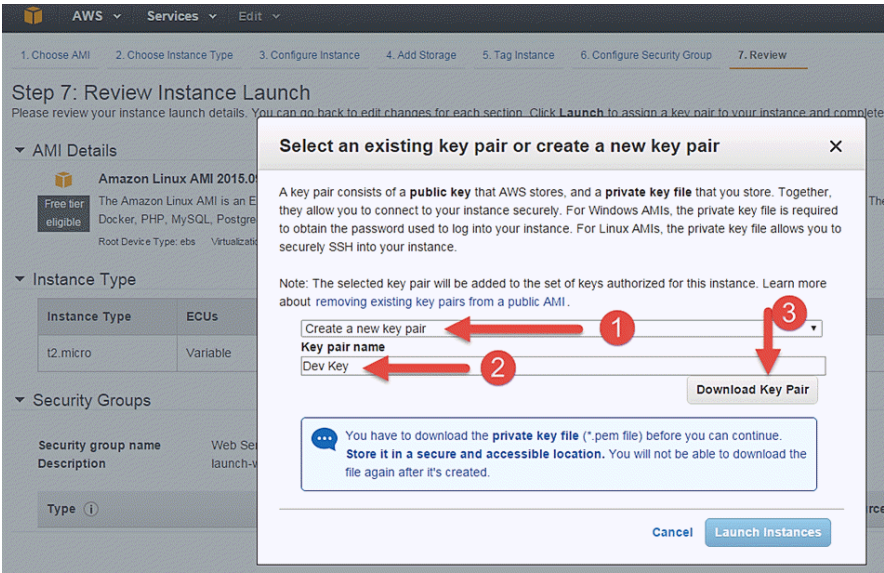 AWS Services Edit
1. Choose AMI 2. Choose Instance Type 3. Configure Instance 4. Add Storage 5. Tag Instance 6. Configure Security Group 7. Review
Step 7: Review Instance Launch
Please review your instance launch details. You can go back to edit changes for each section. Click Launch to assign a key pair to your instance and complete
Select an existing key pair or create a new key pair
AMI Details
Amazon Linux AMI 2015.09
Free tier
eligible
The Amazon Linux AMI is an E
Docker, PHP, MySQL, Postgre
Root Device Type: ebs
The
A key pair consists of a public key that AWS stores, and a private key file that you store. Together,
they allow you to connect to your instance securely. For Windows AMIs, the private key file is required
to obtain the password used to log into your instance. For Linux AMIs, the private key file allows you to
securely SSH into your instance.
Note: The selected key pair will be added to the set of keys authorized for this instance. Learn more
about removing existing key pairs from a public AMI .
Instance Type
Instance Type ECUs
t2.micro Variable
Create a new key pair
1
3
Key pair name
Dev Key
2
Download Key Pair
Security Groups
Security group name Web Ser
Description launch-w
Type i
You have to download the private key file (*.pem file) before you can continue.
Store it in a secure and accessible location. You will not be able to download the
file again after it's created.
Cancel Launch Instances